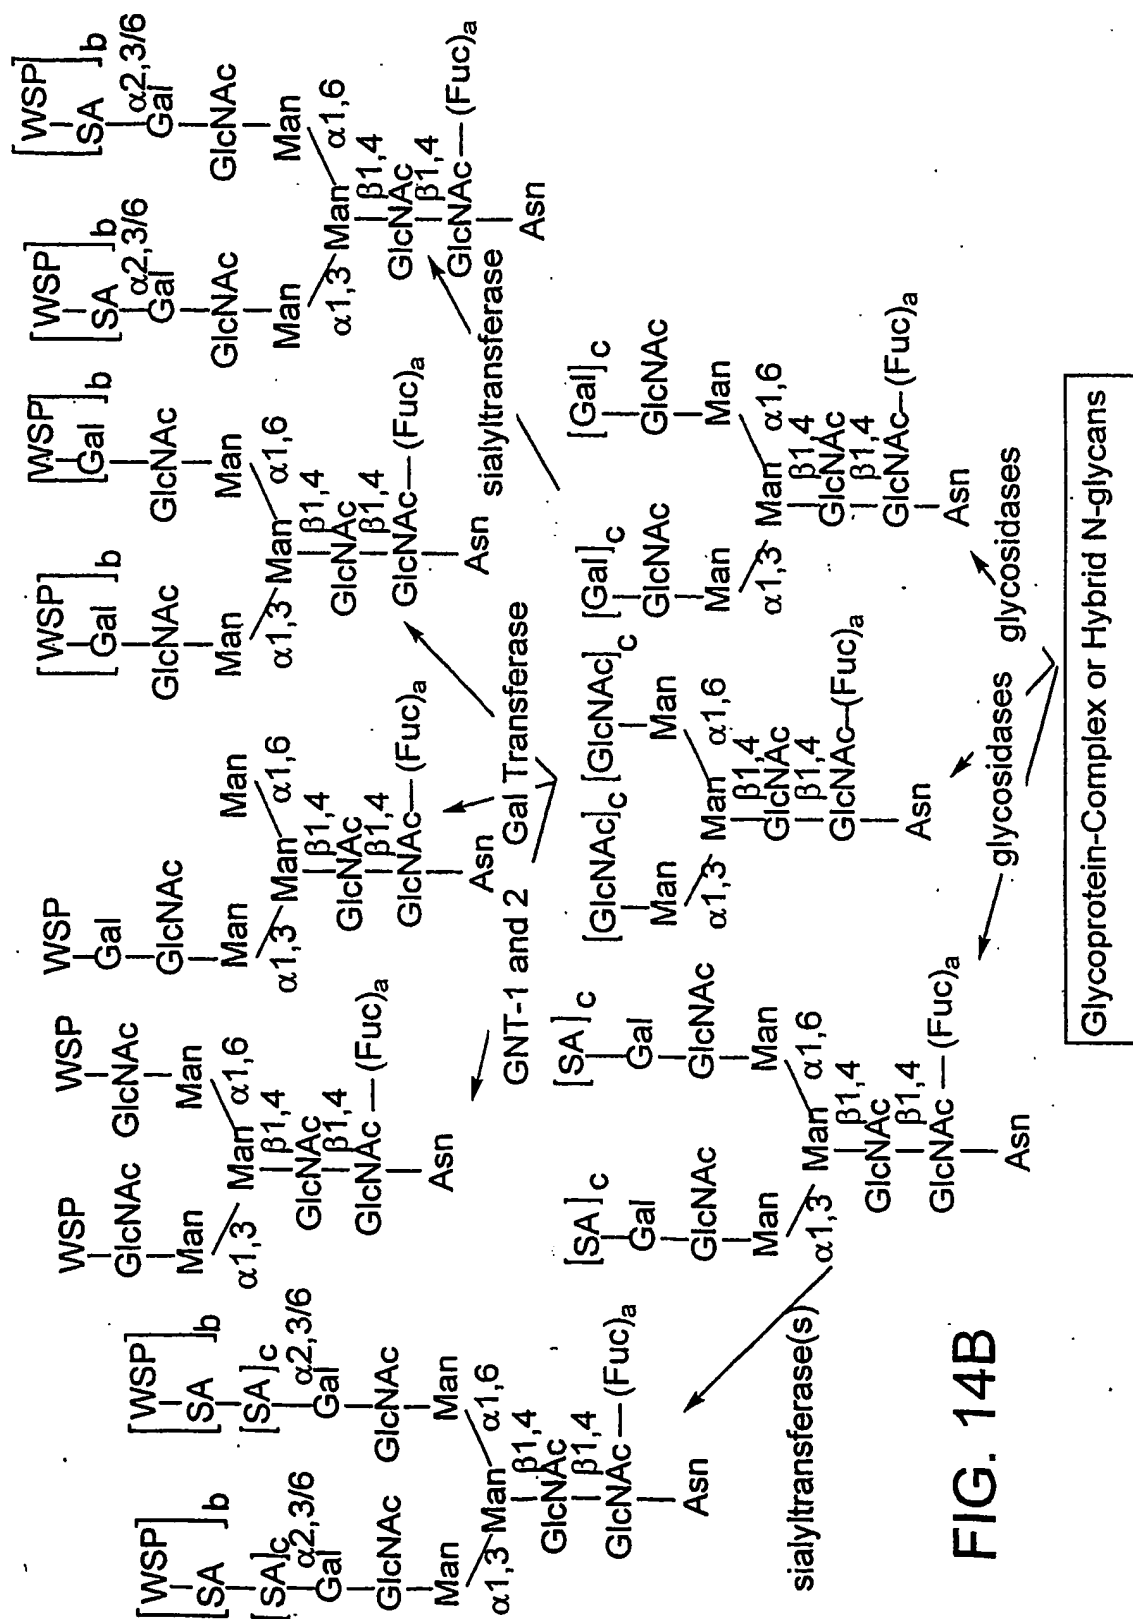 [[WSP] [[WSP]
[SA ]b [SA ]b
[SA]c [SA]c
α2,3/6 α2,3/6
Gal Gal
GlcNAc GlcNAc
Man Man
α1,3 Man α1,6
β1,4
GlcNAc
β1,4
GlcNAc—(Fuc)a
Asn
WSP WSP
GlcNAc GlcNAc
Man Man
α1,3 Man α1,6
β1,4
GlcNAc
β1,4
GlcNAc—(Fuc)a
Asn
WSP
Gal
GlcNAc
Man Man
α1,3 Man α1,6
β1,4
GlcNAc
β1,4
GlcNAc—(Fuc)a
Asn
[[WSP] [[WSP]
[Gal ]b [Gal ]b
GlcNAc GlcNAc
Man Man
α1,3 Man α1,6
β1,4
GlcNAc
β1,4
GlcNAc—(Fuc)a
Asn
[[WSP] [[WSP]
[SA ]b [SA ]b
α2,3/6 α2,3/6
Gal Gal
GlcNAc GlcNAc
Man Man
α1,3 Man α1,6
β1,4
GlcNAc
β1,4
GlcNAc—(Fuc)a
Asn
GNT-1 and 2 Gal Transferase sialyltransferase
sialyltransferase(s)
[SA]c [SA]c
Gal Gal
GlcNAc GlcNAc
Man Man
α1,3 Man α1,6
β1,4
GlcNAc
β1,4
GlcNAc—(Fuc)a
Asn
[GlcNAc]c [GlcNAc]c
Man Man
α1,3 Man α1,6
β1,4
GlcNAc
β1,4
GlcNAc—(Fuc)a
Asn
[Gal]c [Gal]c
GlcNAc GlcNAc
Man Man
α1,3 Man α1,6
β1,4
GlcNAc
β1,4
GlcNAc—(Fuc)a
Asn
glycosidases glycosidases
Glycoprotein-Complex or Hybrid N-glycans
FIG. 14B